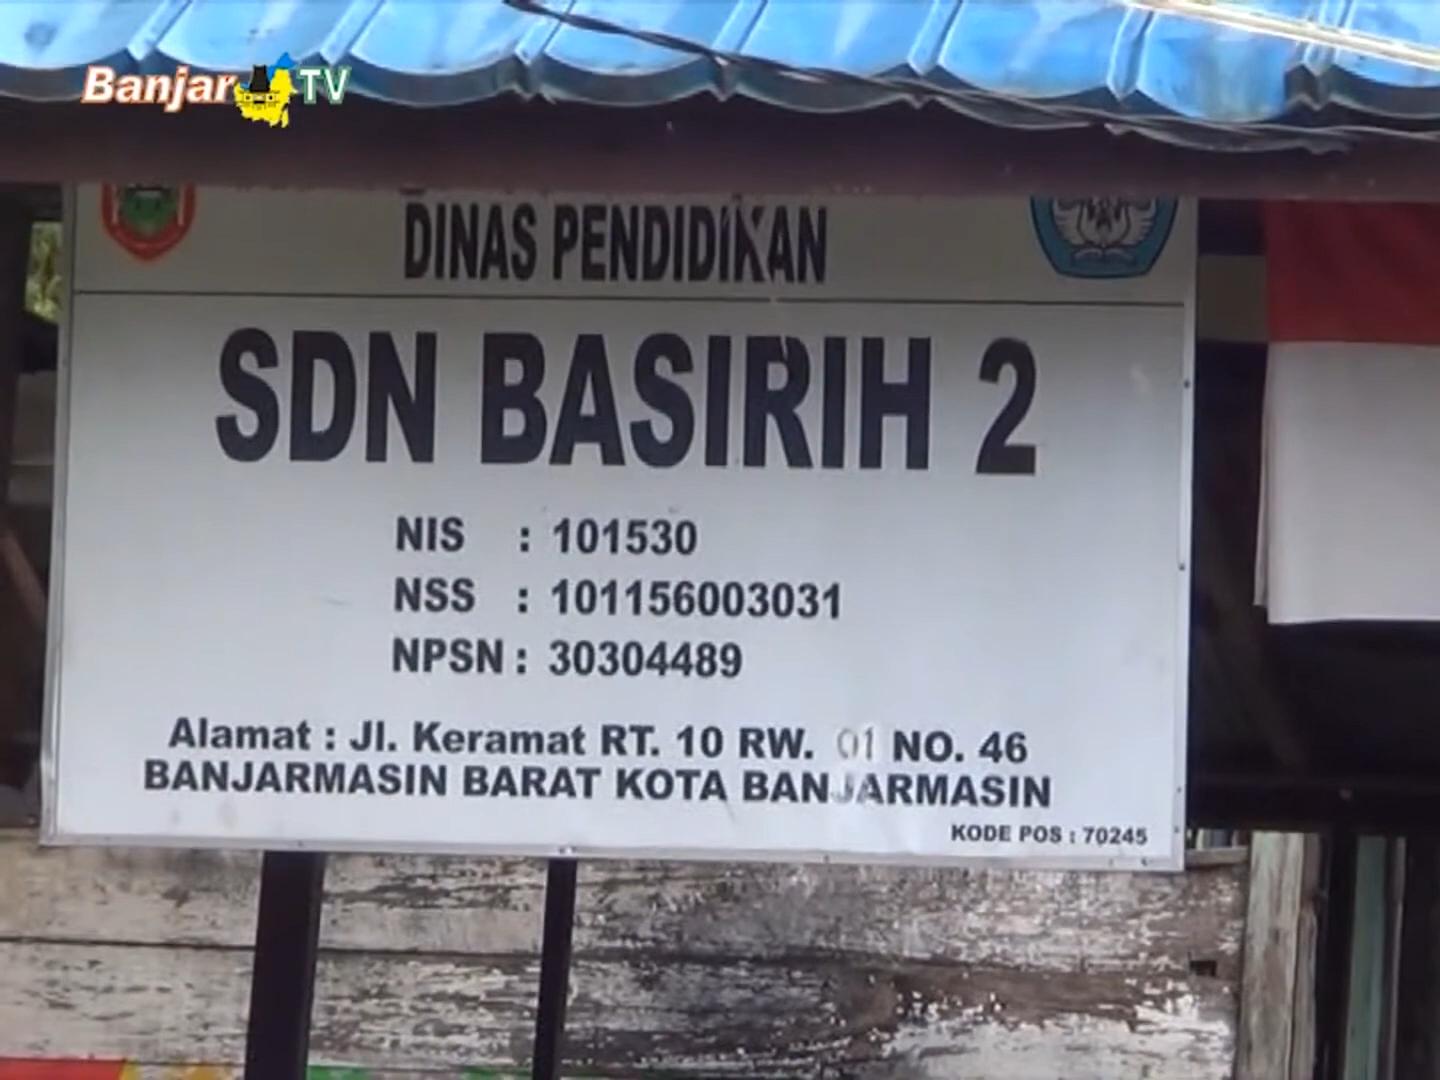 Banjar TV
DINAS PENDIDIKAN
SDN BASIRIH 2
NIS : 101530
NSS : 101156003031
NPSN : 30304489
Alamat : Jl. Keramat RT. 10 RW. 01 NO. 46
BANJARMASIN BARAT KOTA BANJARMASIN
KODE POS : 70245